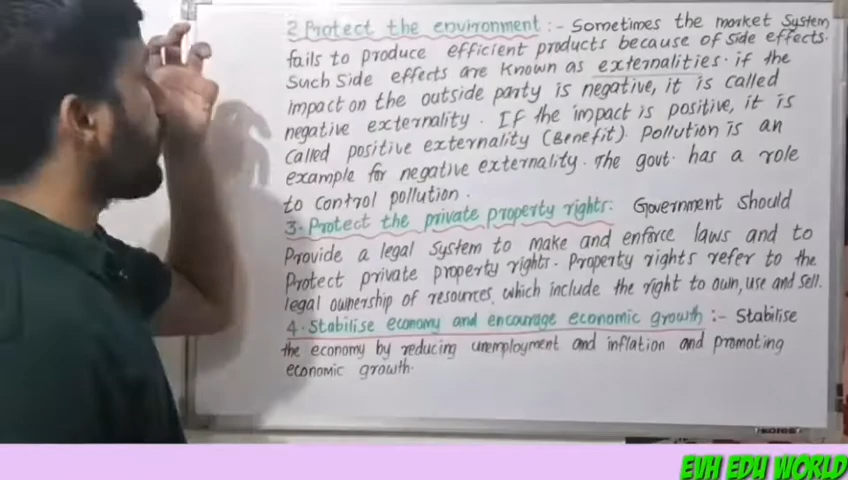 2 Protect the environment :- Sometimes the market System
fails to produce efficient products because of Side effects.
Such Side effects are known as externalities. if the
impact on the outside party is negative, it is called
negative externality. If the impact is positive, it is
called positive externality (Benefit). Pollution is an
example for negative externality. The govt. has a role
to control pollution.
3. Protect the private property rights: Government Should
Provide a legal System to make and enforce laws and to
Protect private property rights. Property rights refer to the
legal ownership of resources, which include the right to own, use and sell.
4. Stabilise economy and encourage economic growth :- Stabilise
the economy by reducing unemployment and inflation and promoting
economic growth.
EVH EDU WORLD